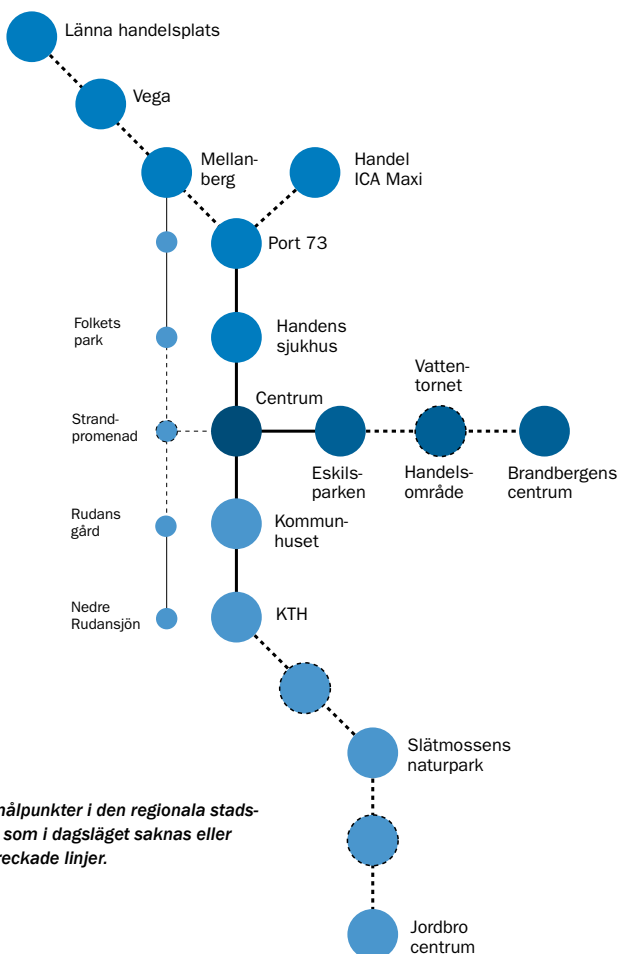 Länna handelsplats
Vega
Mellan-
berg
Handel
ICA Maxi
Port 73
Folkets
park
Handens
sjukhus
Vatten-
tornet
Centrum
Strand-
promenad
Eskils-
parken
Handels-
område
Brandbergens
centrum
Rudans
gård
Kommun-
huset
Nedre
Rudansjön
KTH
Slätmossens
naturpark
målpunkter i den regionala stads-
som i dagsläget saknas eller
reckade linjer.
Jordbro
centrum